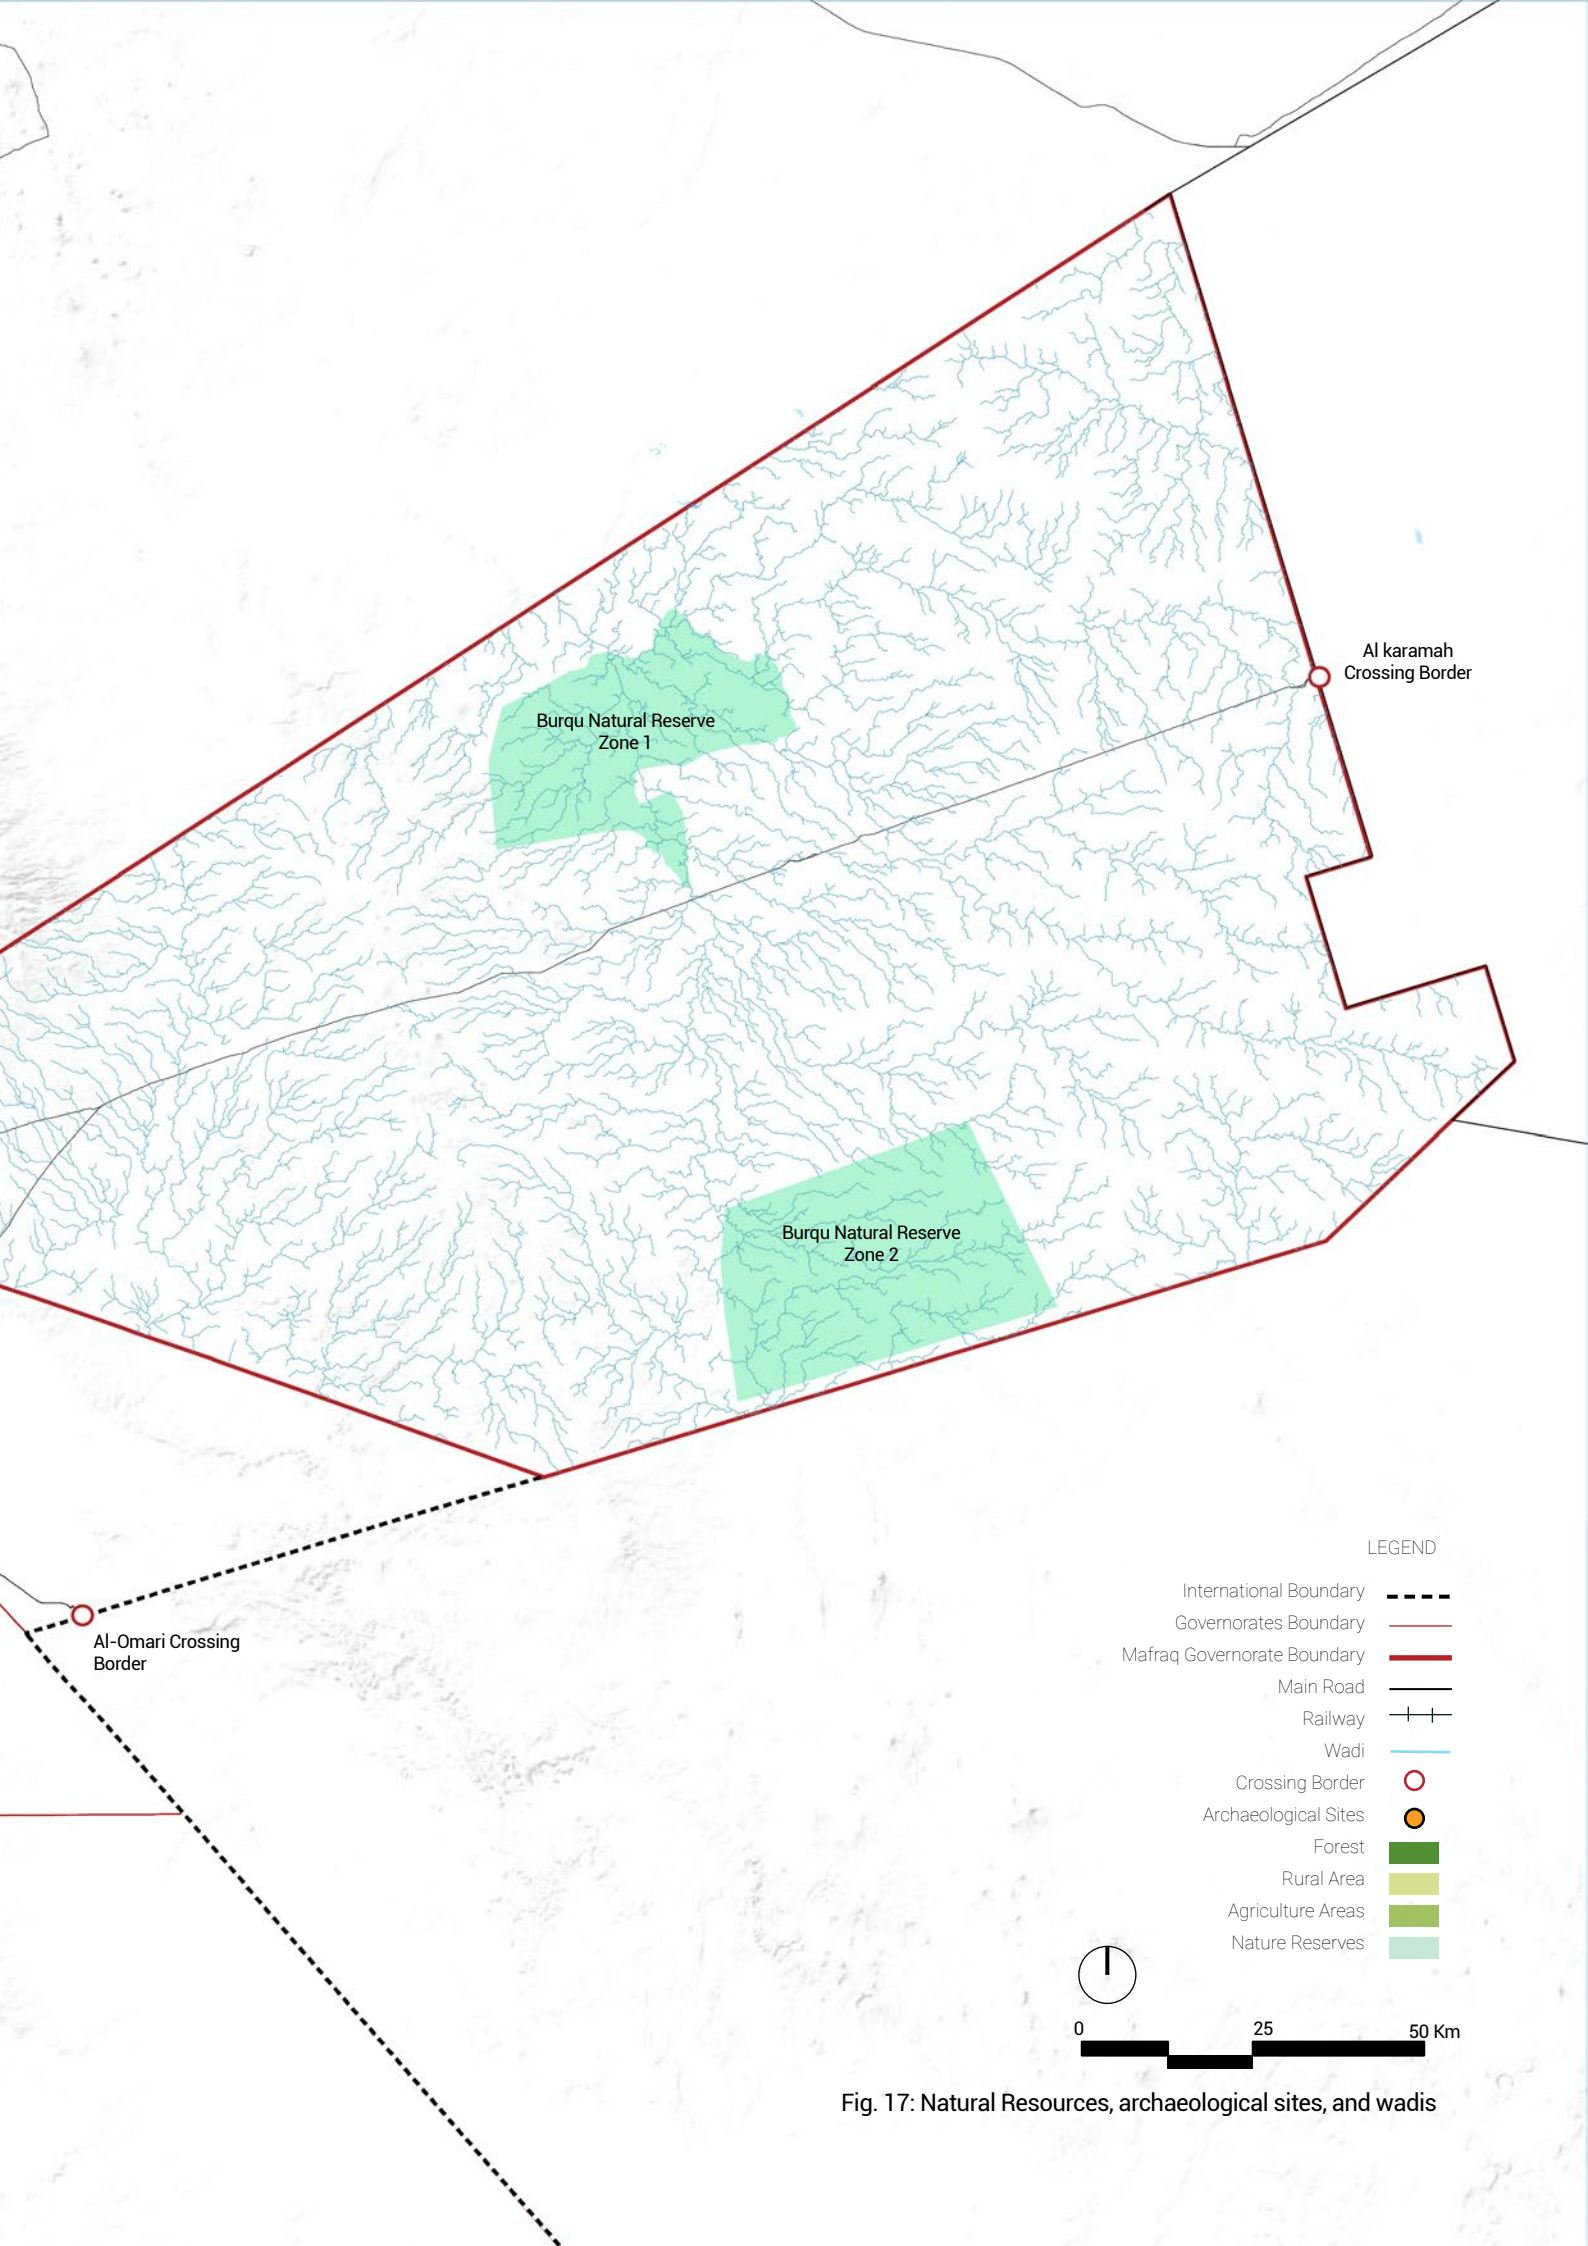 Al karamah
Crossing Border
Burqu Natural Reserve
Zone 1
Burqu Natural Reserve
Zone 2
Al-Omari Crossing
Border
LEGEND
International Boundary
Governorates Boundary
Mafraq Governorate Boundary
Main Road
Railway
Wadi
Crossing Border
Archaeological Sites
Forest
Rural Area
Agriculture Areas
Nature Reserves
0 25 50 Km
Fig. 17: Natural Resources, archaeological sites, and wadis